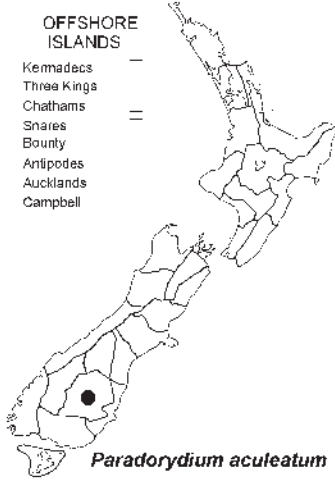 OFFSHORE
ISLANDS
Kermadecs
Three Kings
Chathams
Snares
Bounty
Antipodes
Aucklands
Campbell
Paradorydium aculeatum